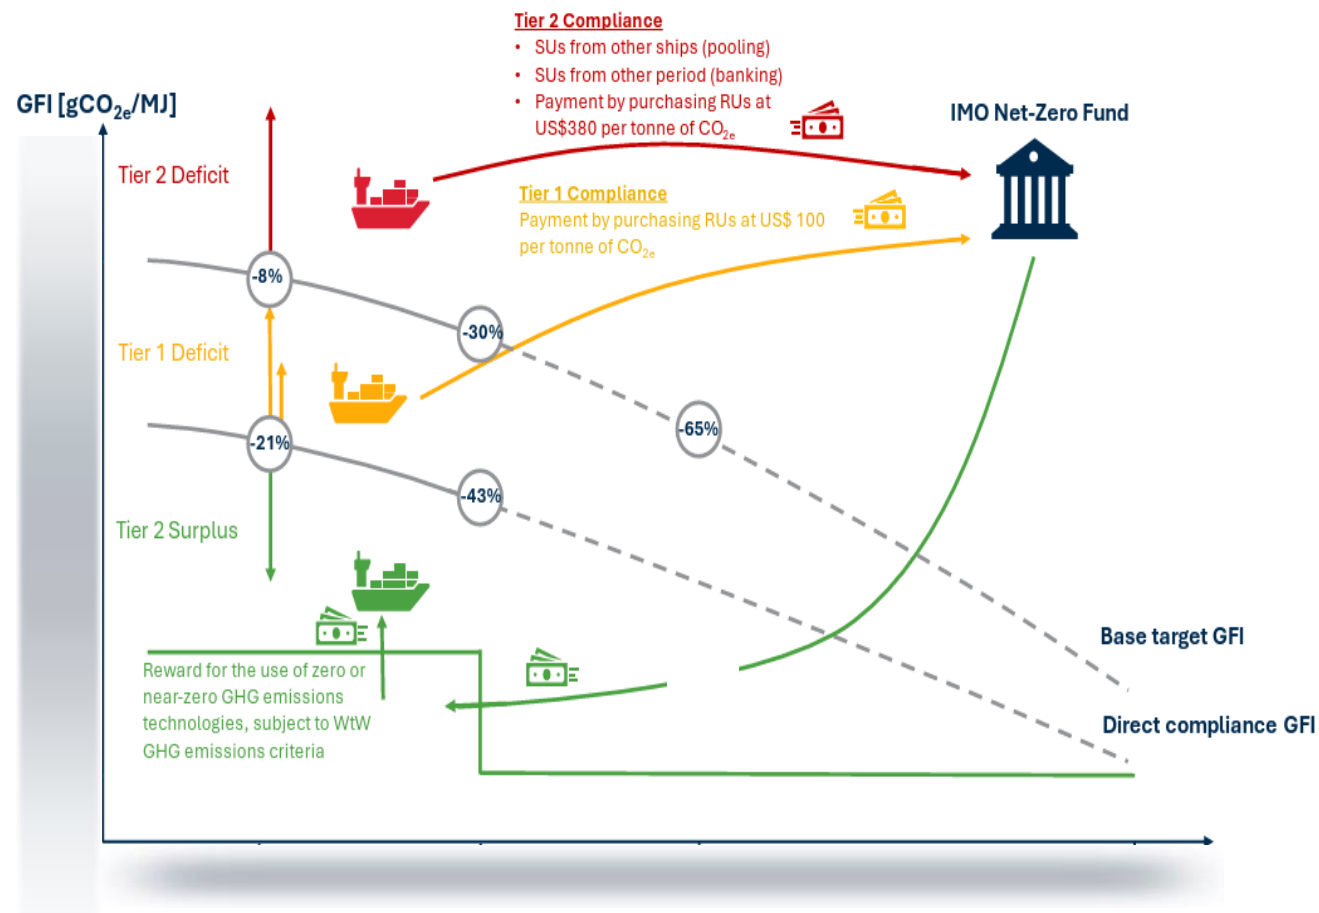 Tier 2 Compliance
• SUs from other ships (pooling)
• SUs from other period (banking)
• Payment by purchasing RUs at
US$380 per tonne of CO2e
GFI [gCO2e/MJ]
IMO Net-Zero Fund
Tier 2 Deficit
Tier 1 Compliance
Payment by purchasing RUs at US$ 100
per tonne of CO2e
-8%
-30%
Tier 1 Deficit
-65%
-21%
-43%
Tier 2 Surplus
Base target GFI
Reward for the use of zero or
near-zero GHG emissions
technologies, subject to WtW
GHG emissions criteria
Direct compliance GFI